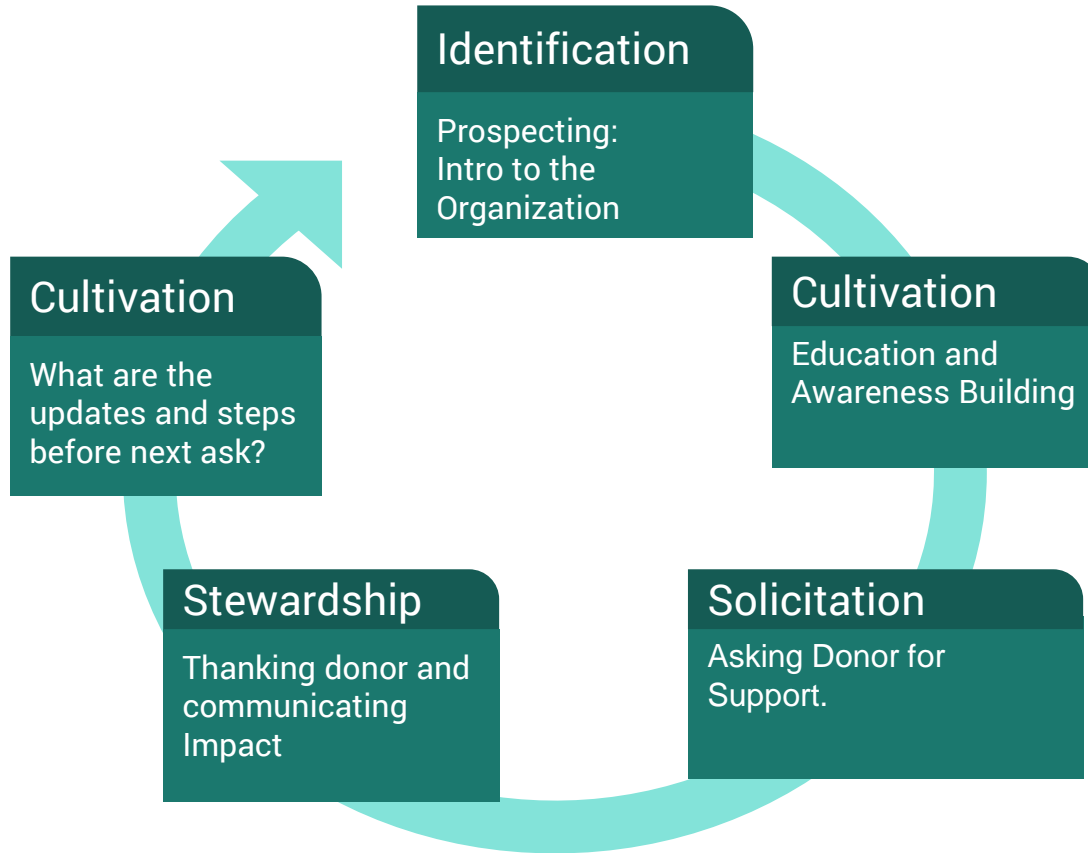 Identification
Prospecting:
Intro to the
Organization
Cultivation
Education and
Awareness Building
Solicitation
Asking Donor for
Support.
Stewardship
Thanking donor and
communicating
Impact
Cultivation
What are the
updates and steps
before next ask?